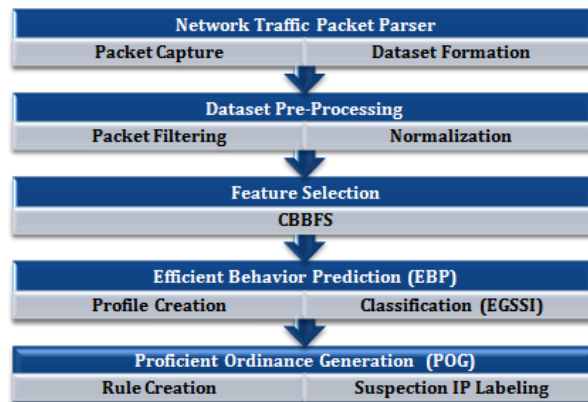 Network Traffic Packet Parser
Packet Capture Dataset Formation
Dataset Pre-Processing
Packet Filtering Normalization
Feature Selection
CBBFS
Efficient Behavior Prediction (EBP)
Profile Creation Classification (EGSSI)
Proficient Ordinance Generation (POG)
Rule Creation Suspection IP Labeling